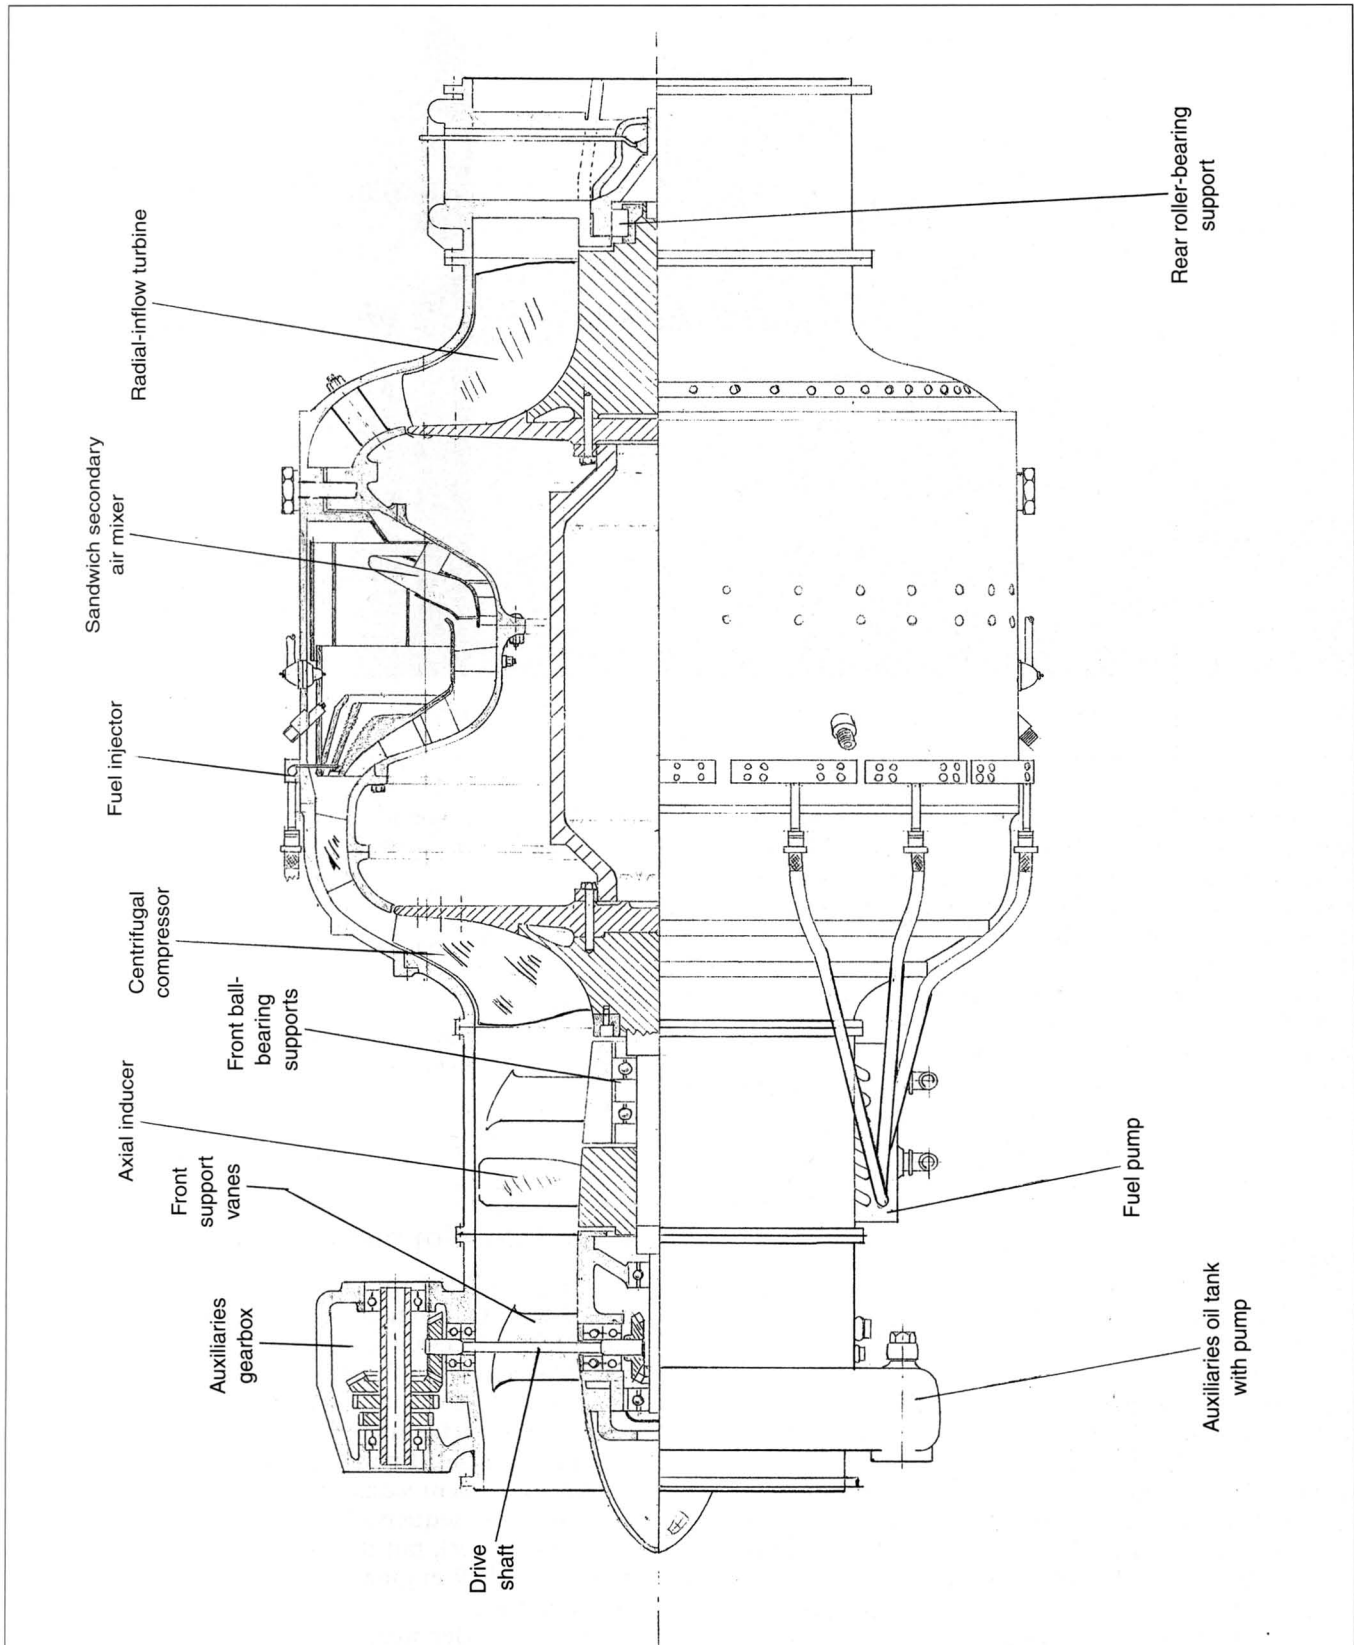 Radial-inflow turbine
Sandwich secondary
air mixer
Fuel injector
Centrifugal
compressor
Front ball-
bearing
supports
Axial inducer
Front
support
vanes
Auxiliaries
gearbox
Drive
shaft
Rear roller-bearing
support
Fuel pump
Auxiliaries oil tank
with pump